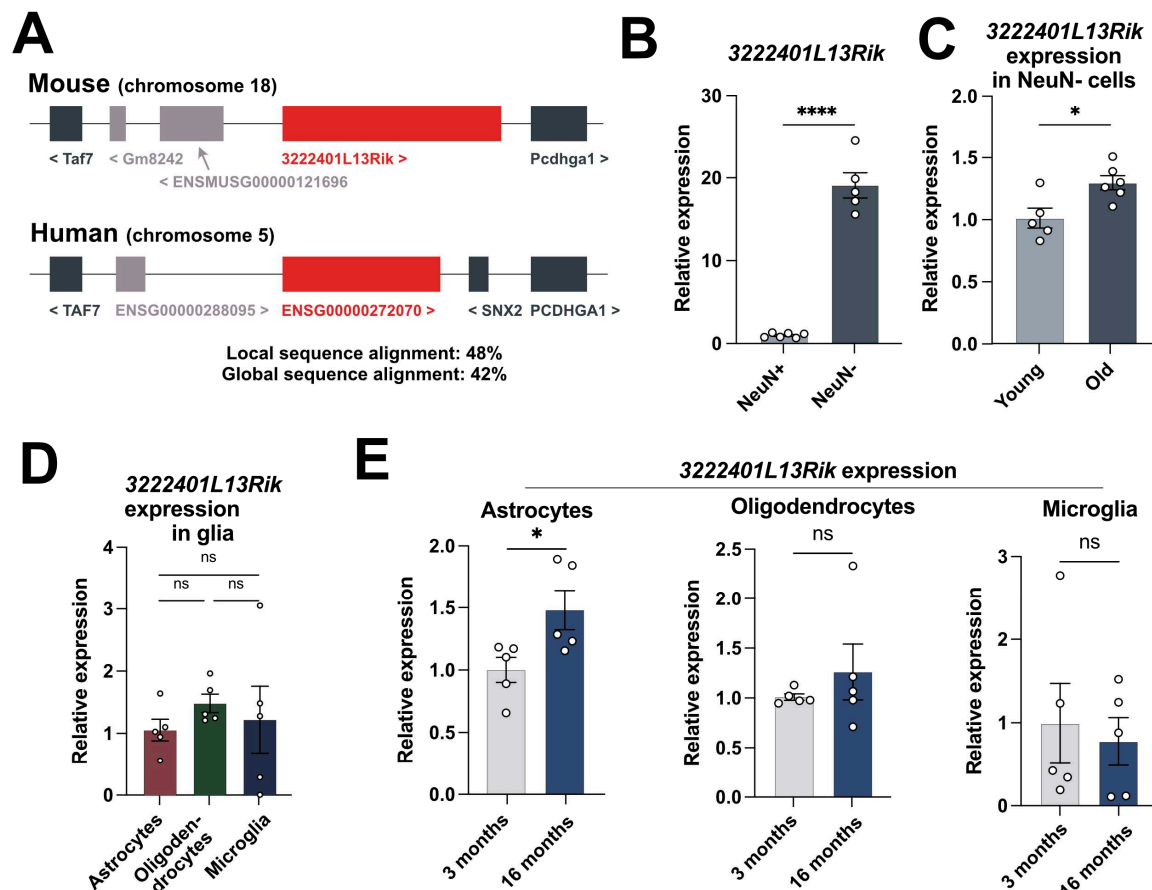 A
Mouse (chromosome 18)
< Taf7
< Gm8242
3222401L13Rik >
Pcdhga1 >
< ENSMUSG00000121696
Human (chromosome 5)
< TAF7
ENSG00000288095 >
ENSG00000272070 >
< SNX2
PCDHGA1 >
Local sequence alignment: 48%
Global sequence alignment: 42%
B
3222401L13Rik
Relative expression
30
20
10
0
****
NeuN+
NeuN-
C
3222401L13Rik
expression
in NeuN- cells
Relative expression
2.0
1.5
1.0
0.5
0.0
*
Young
Old
D
3222401L13Rik
expression
in glia
Relative expression
4
3
2
1
0
ns
ns
ns
Astrocytes
Oligoden-
drocytes
Microglia
E
3222401L13Rik expression
Astrocytes
Relative expression
2.0
1.5
1.0
0.5
0.0
*
3 months
16 months
Oligodendrocytes
Relative expression
2.5
2.0
1.5
1.0
0.5
0.0
ns
3 months
16 months
Microglia
Relative expression
3
2
1
0
ns
3 months
16 months